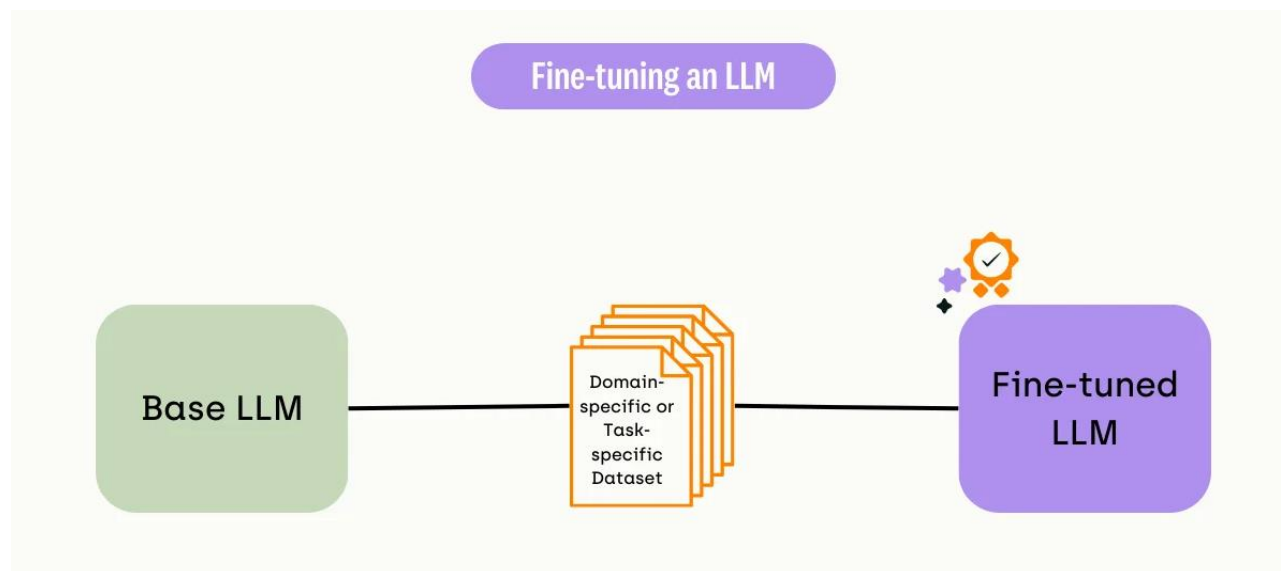 Fine-tuning an LLM
Base LLM
Domain-
specific or
Task-
specific
Dataset
Fine-tuned
LLM